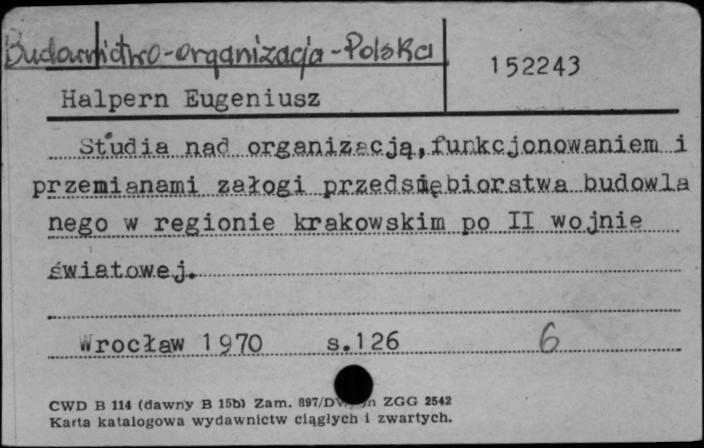 Budownictwo-organizacja-Polska
152243
Halpern Eugeniusz
Studia nad organizacją, funkcjonowaniem i
przemianami załogi przedsiębiorstwa budowla
nego w regionie krakowskim po II wojnie
światowej.
Wrocław 1970 s.126 6
CWD B 114 (dawny B 15b) Zam. 897/DW/ ZGG 2542
Karta katalogowa wydawnictw ciągłych i zwartych.